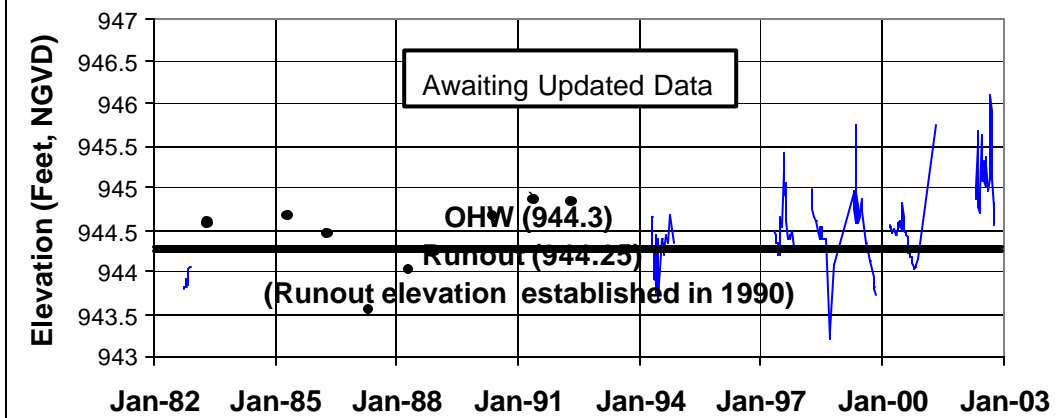 947
946.5
946
945.5
945
944.5
944
943.5
943
Elevation (Feet, NGVD)
Awaiting Updated Data
OHW (944.3)
Runout (944.25)
(Runout elevation established in 1990)
Jan-82 Jan-85 Jan-88 Jan-91 Jan-94 Jan-97 Jan-00 Jan-03